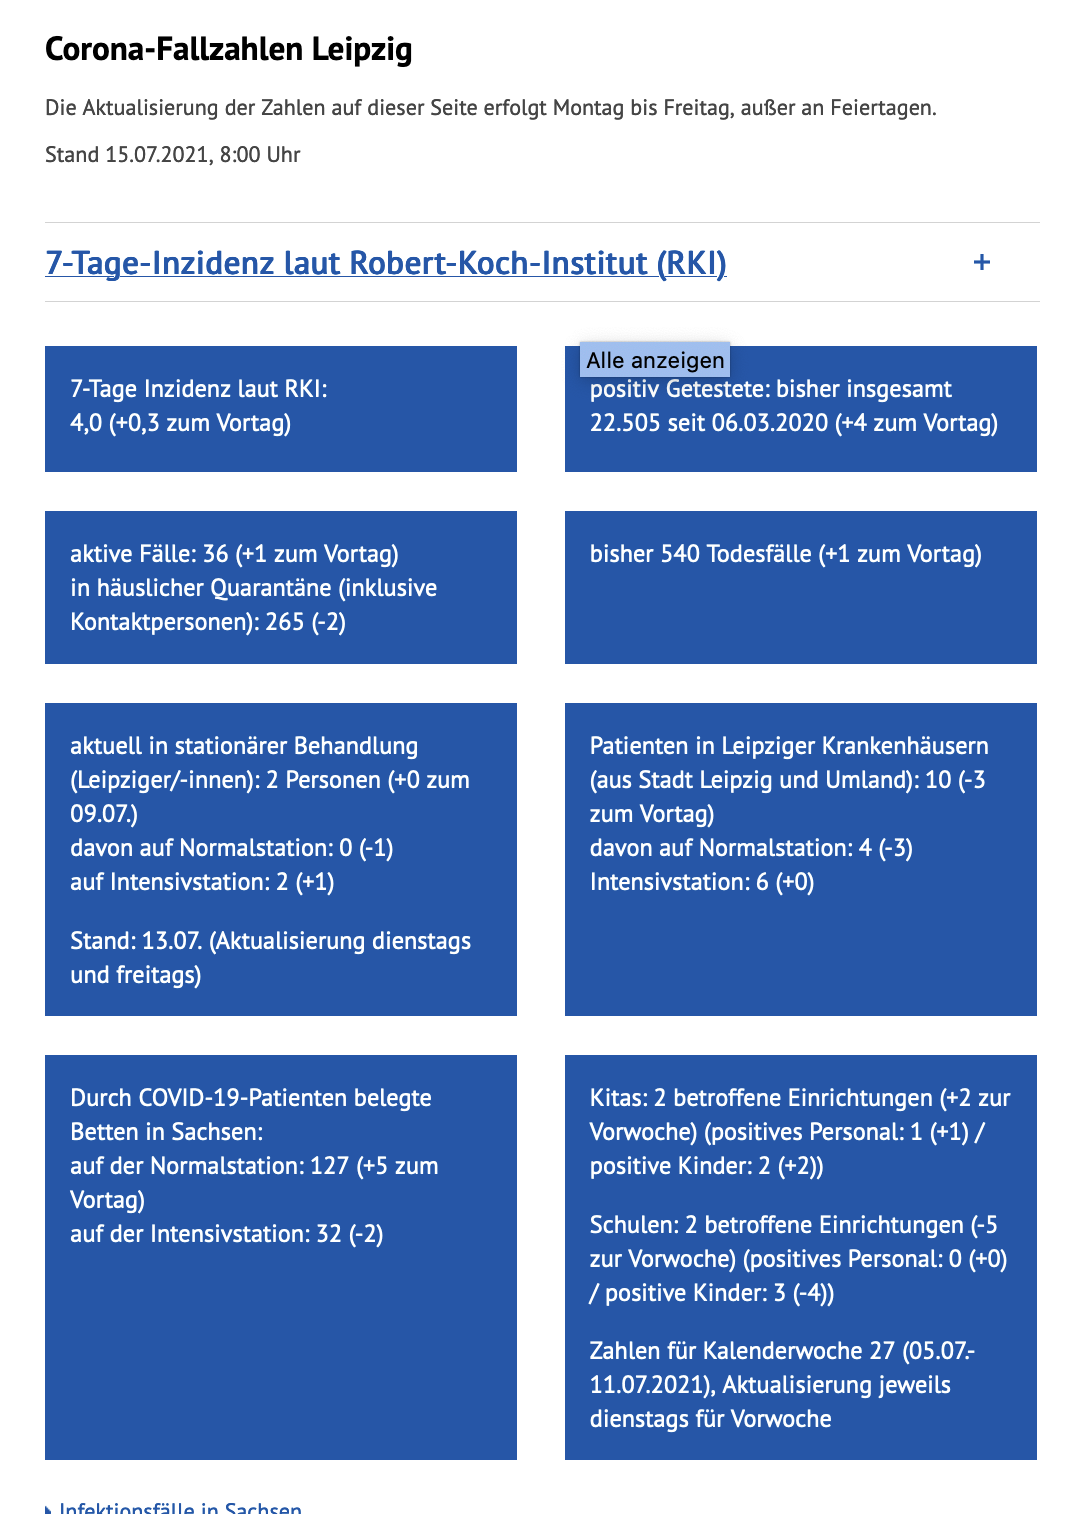 Corona-Fallzahlen Leipzig
Die Aktualisierung der Zahlen auf dieser Seite erfolgt Montag bis Freitag, außer an Feiertagen.
Stand 15.07.2021, 8:00 Uhr
7-Tage-Inzidenz laut Robert-Koch-Institut (RKI) +
7-Tage Inzidenz laut RKI:
4,0 (+0,3 zum Vortag)
Alle anzeigen
positiv Getestete: bisher insgesamt
22.505 seit 06.03.2020 (+4 zum Vortag)
aktive Fälle: 36 (+1 zum Vortag)
in häuslicher Quarantäne (inklusive
Kontaktpersonen): 265 (-2)
bisher 540 Todesfälle (+1 zum Vortag)
aktuell in stationärer Behandlung
(Leipziger/-innen): 2 Personen (+0 zum
09.07.)
davon auf Normalstation: 0 (-1)
auf Intensivstation: 2 (+1)
Stand: 13.07. (Aktualisierung dienstags
und freitags)
Patienten in Leipziger Krankenhäusern
(aus Stadt Leipzig und Umland): 10 (-3
zum Vortag)
davon auf Normalstation: 4 (-3)
Intensivstation: 6 (+0)
Durch COVID-19-Patienten belegte
Betten in Sachsen:
auf der Normalstation: 127 (+5 zum
Vortag)
auf der Intensivstation: 32 (-2)
Kitas: 2 betroffene Einrichtungen (+2 zur
Vorwoche) (positives Personal: 1 (+1) /
positive Kinder: 2 (+2))
Schulen: 2 betroffene Einrichtungen (-5
zur Vorwoche) (positives Personal: 0 (+0)
/ positive Kinder: 3 (-4))
Zahlen für Kalenderwoche 27 (05.07.-
11.07.2021), Aktualisierung jeweils
dienstags für Vorwoche
Infektionsfälle in Sachsen